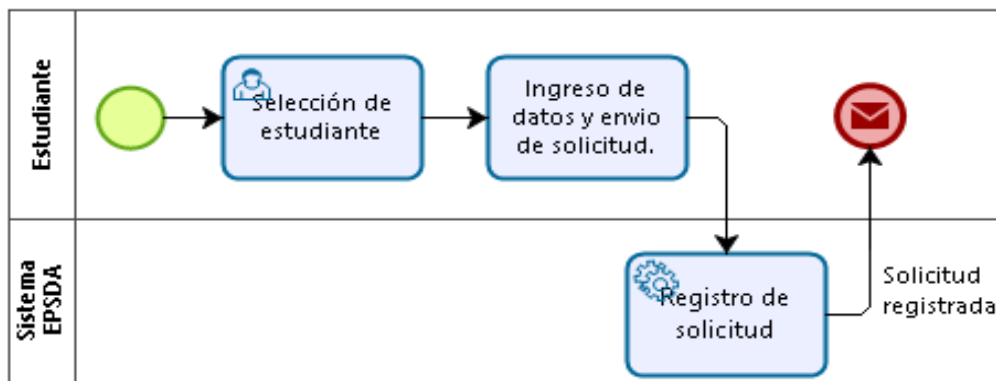 Estudiante
Selección de
estudiante
Ingreso de
datos y envio
de solicitud.
Sistema
EPSDA
Registro de
solicitud
Solicitud
registrada